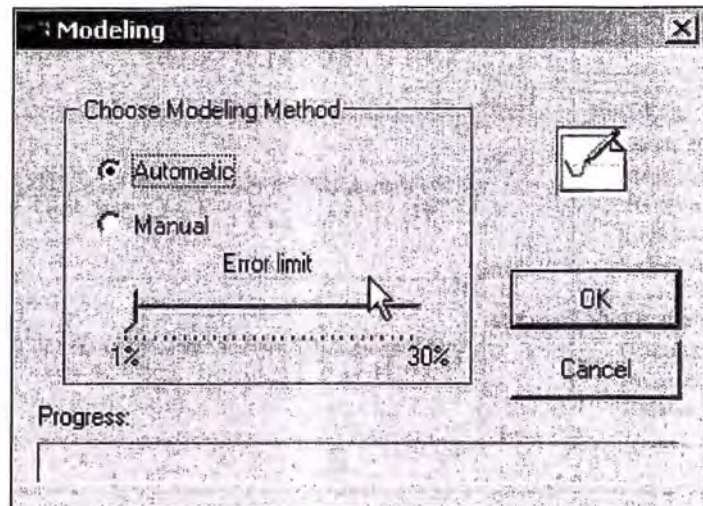 Modeling
Choose Modeling Method
Automatic
Manual
Error limit
1% 30%
OK
Cancel
Progress: